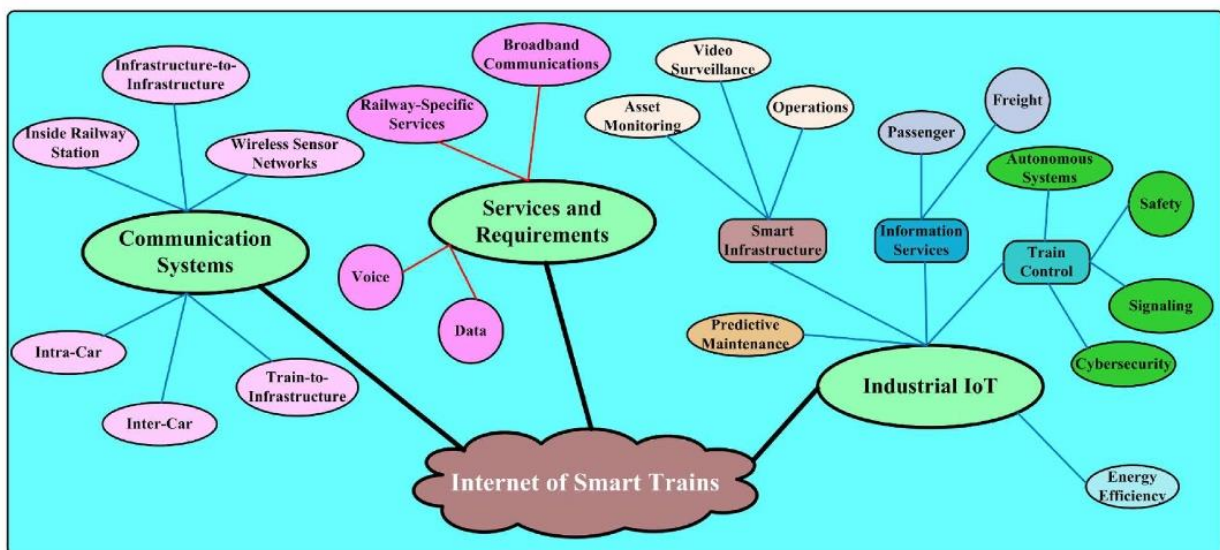 Infrastructure-to-
Infrastructure
Inside Railway
Station
Wireless Sensor
Networks
Communication
Systems
Intra-Car
Inter-Car
Train-to-
Infrastructure
Broadband
Communications
Railway-Specific
Services
Services and
Requirements
Voice
Data
Video
Surveillance
Asset
Monitoring
Operations
Smart
Infrastructure
Passenger
Freight
Information
Services
Autonomous
Systems
Safety
Train
Control
Signaling
Cybersecurity
Predictive
Maintenance
Industrial IoT
Energy
Efficiency
Internet of Smart Trains